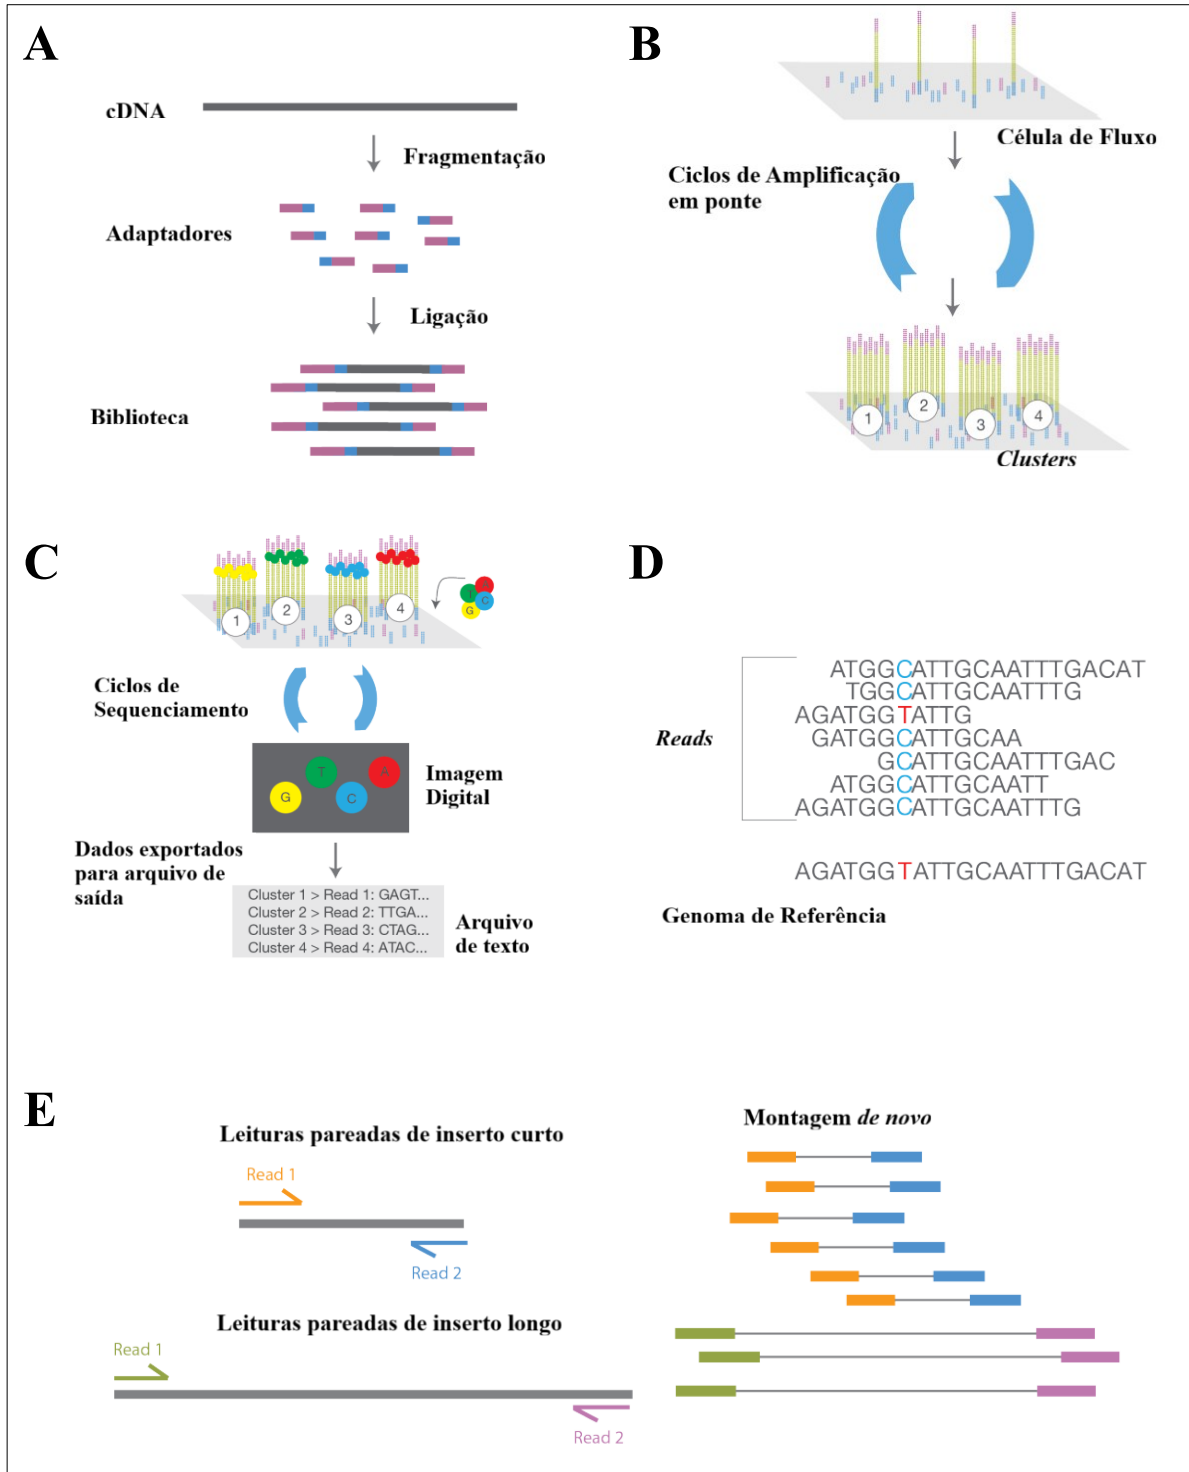 A
cDNA
Fragmentação
Adaptadores
Ligação
Biblioteca
B
Célula de Fluxo
Ciclos de Amplificação
em ponte
1
2
3
4
Clusters
C
1
2
3
4
T
C
G
Ciclos de
Sequenciamento
G
T
C
A
Imagem
Digital
Dados exportados
para arquivo de
saída
Cluster 1 > Read 1: GAGT...
Cluster 2 > Read 2: TTGA...
Cluster 3 > Read 3: CTAG...
Cluster 4 > Read 4: ATAC...
Arquivo
de texto
D
Reads
ATGGCATTGCAATTTGACAT
TGGCATTGCAATTTG
AGATGGTATTG
GATGGCATTGCAA
GCATTGCAATTTGAC
ATGGCATTGCAATT
AGATGGCATTGCAATTTG
AGATGGTATTGCAATTTGACAT
Genoma de Referência
E
Leituras pareadas de inserto curto
Read 1
Read 2
Leituras pareadas de inserto longo
Read 1
Read 2
Montagem de novo